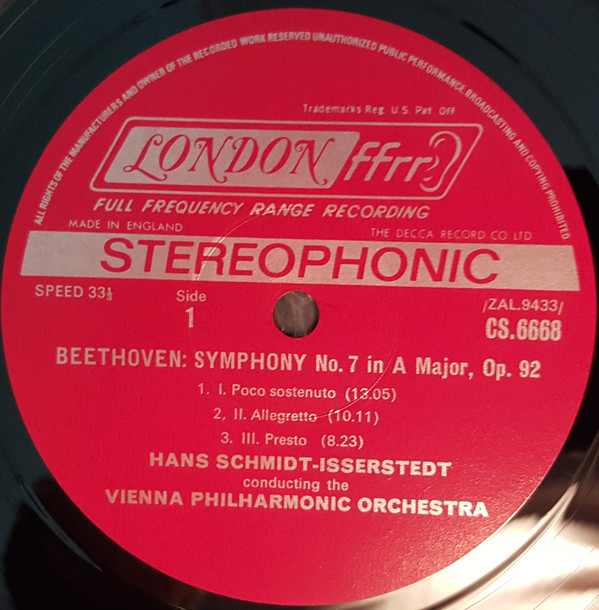 ALL RIGHTS OF THE MANUFACTURERS AND OWNER OF THE RECORDED WORK RESERVED UNAUTHORIZED PUBLIC PERFORMANCE BROADCASTING AND COPYING PROHIBITED
Trademarks Reg. U.S. Pat. Off
LONDON ffrr
FULL FREQUENCY RANGE RECORDING
MADE IN ENGLAND THE DECCA RECORD CO. LTD
STEREOPHONIC
SPEED 33⅓ Side /ZAL.9433/
1 CS.6668
BEETHOVEN: SYMPHONY No. 7 in A Major, Op. 92
1. I. Poco sostenuto (13.05)
2, II. Allegretto (10.11)
3. III. Presto (8.23)
HANS SCHMIDT-ISSERSTEDT
conducting the
VIENNA PHILHARMONIC ORCHESTRA